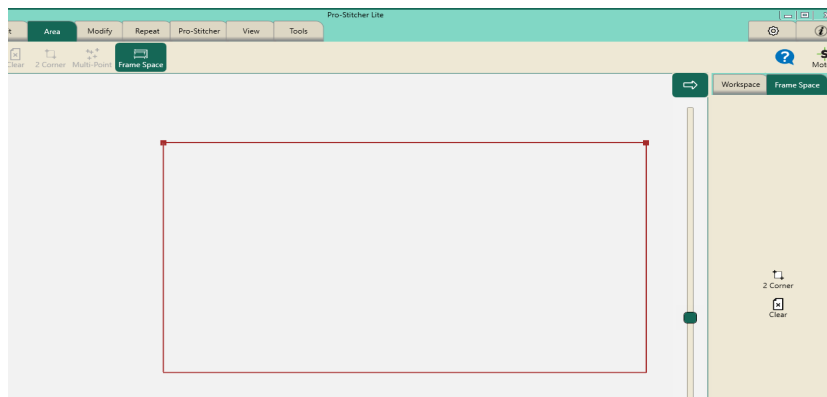 Pro-Stitcher Lite
Area Modify Repeat Pro-Stitcher View Tools
Clear 2 Corner Multi-Point Frame Space
Workspace Frame Space
2 Corner
Clear